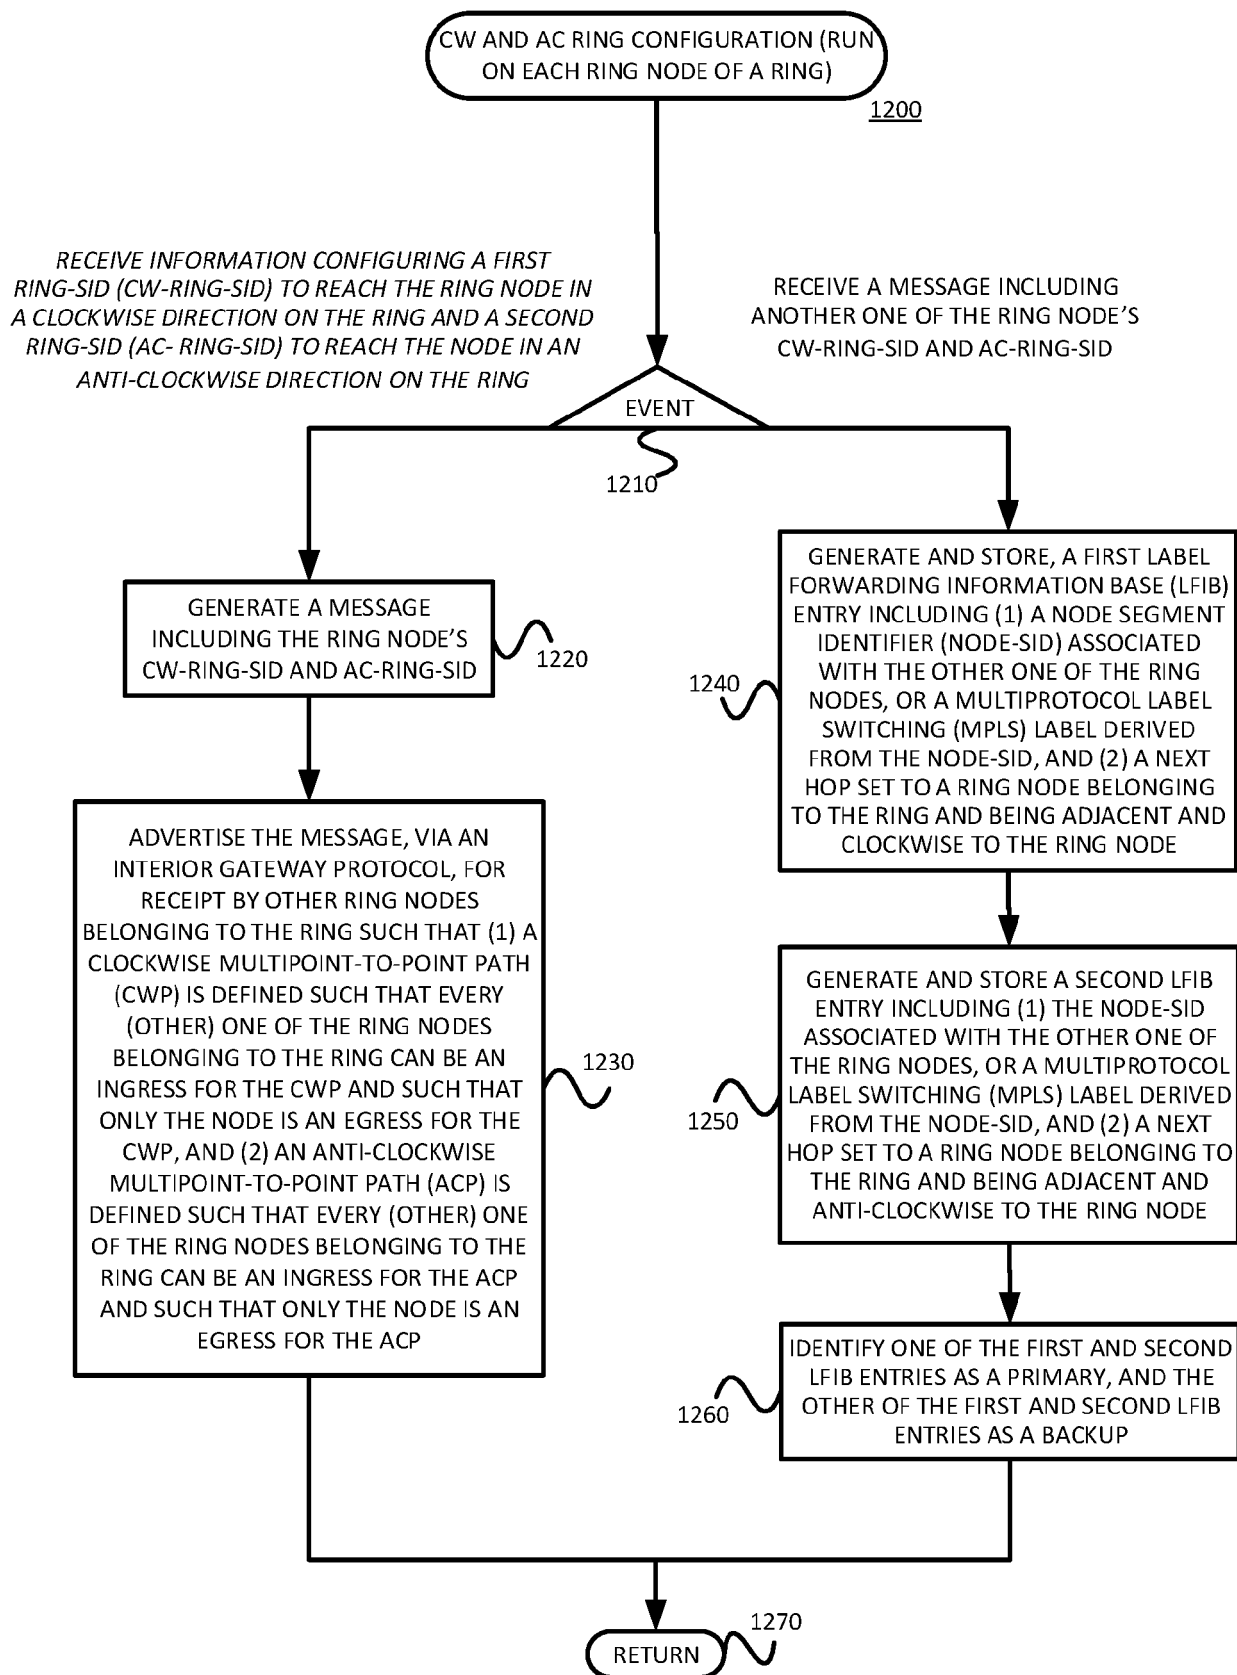 CW AND AC RING CONFIGURATION (RUN
ON EACH RING NODE OF A RING)
1200
RECEIVE INFORMATION CONFIGURING A FIRST
RING-SID (CW-RING-SID) TO REACH THE RING NODE IN
A CLOCKWISE DIRECTION ON THE RING AND A SECOND
RING-SID (AC- RING-SID) TO REACH THE NODE IN AN
ANTI-CLOCKWISE DIRECTION ON THE RING
RECEIVE A MESSAGE INCLUDING
ANOTHER ONE OF THE RING NODE'S
CW-RING-SID AND AC-RING-SID
EVENT
1210
GENERATE A MESSAGE
INCLUDING THE RING NODE'S
CW-RING-SID AND AC-RING-SID
1220
ADVERTISE THE MESSAGE, VIA AN
INTERIOR GATEWAY PROTOCOL, FOR
RECEIPT BY OTHER RING NODES
BELONGING TO THE RING SUCH THAT (1) A
CLOCKWISE MULTIPOINT-TO-POINT PATH
(CWP) IS DEFINED SUCH THAT EVERY
(OTHER) ONE OF THE RING NODES
BELONGING TO THE RING CAN BE AN
INGRESS FOR THE CWP AND SUCH THAT
ONLY THE NODE IS AN EGRESS FOR THE
CWP, AND (2) AN ANTI-CLOCKWISE
MULTIPOINT-TO-POINT PATH (ACP) IS
DEFINED SUCH THAT EVERY (OTHER) ONE
OF THE RING NODES BELONGING TO THE
RING CAN BE AN INGRESS FOR THE ACP
AND SUCH THAT ONLY THE NODE IS AN
EGRESS FOR THE ACP
1230
GENERATE AND STORE, A FIRST LABEL
FORWARDING INFORMATION BASE (LFIB)
ENTRY INCLUDING (1) A NODE SEGMENT
IDENTIFIER (NODE-SID) ASSOCIATED
WITH THE OTHER ONE OF THE RING
NODES, OR A MULTIPROTOCOL LABEL
SWITCHING (MPLS) LABEL DERIVED
FROM THE NODE-SID, AND (2) A NEXT
HOP SET TO A RING NODE BELONGING
TO THE RING AND BEING ADJACENT AND
CLOCKWISE TO THE RING NODE
1240
GENERATE AND STORE A SECOND LFIB
ENTRY INCLUDING (1) THE NODE-SID
ASSOCIATED WITH THE OTHER ONE OF
THE RING NODES, OR A MULTIPROTOCOL
LABEL SWITCHING (MPLS) LABEL DERIVED
FROM THE NODE-SID, AND (2) A NEXT
HOP SET TO A RING NODE BELONGING TO
THE RING AND BEING ADJACENT AND
ANTI-CLOCKWISE TO THE RING NODE
1250
IDENTIFY ONE OF THE FIRST AND SECOND
LFIB ENTRIES AS A PRIMARY, AND THE
OTHER OF THE FIRST AND SECOND LFIB
ENTRIES AS A BACKUP
1260
RETURN
1270